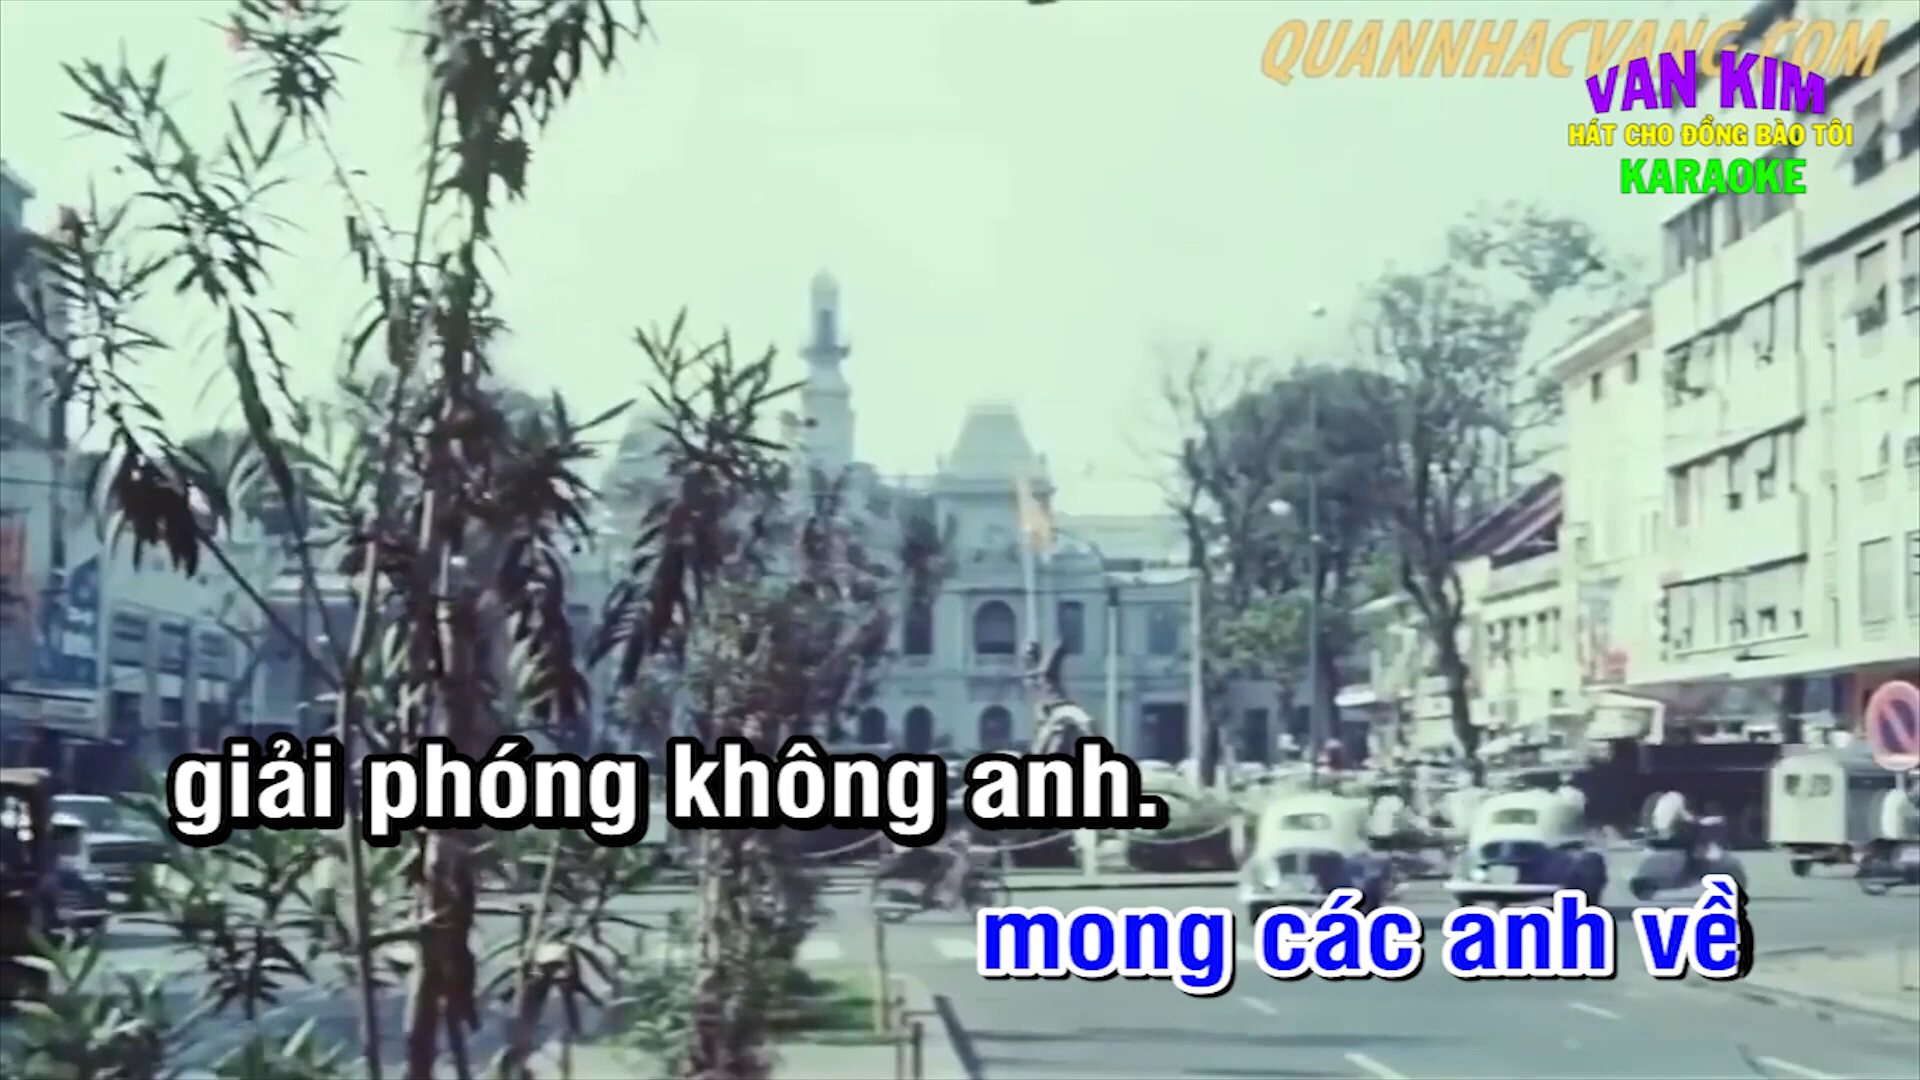 QUANNHACVANG.COM
VAN KIM
HÁT CHO ĐỒNG BÀO TÔI
KARAOKE
giải phóng không anh.
mong các anh về